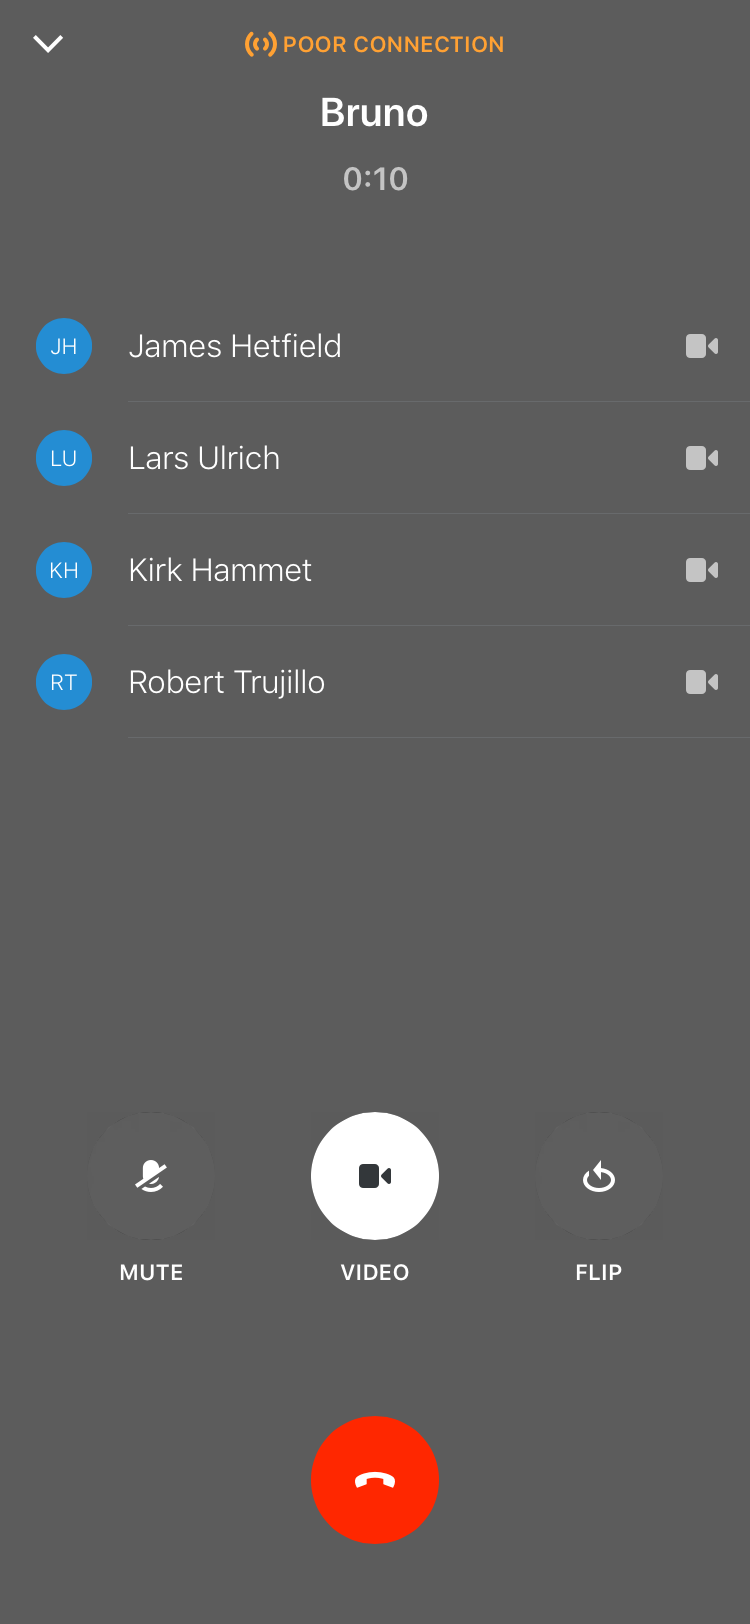 POOR CONNECTION
Bruno
0:10
JH James Hetfield
LU Lars Ulrich
KH Kirk Hammet
RT Robert Trujillo
MUTE VIDEO FLIP